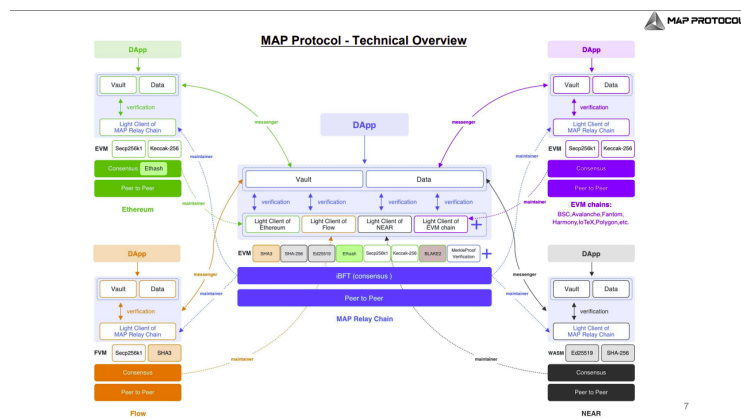 MAP PROTOCOL
MAP Protocol - Technical Overview
DApp
Vault
Data
verification
Light Client of
MAP Relay Chain
EVM
Secp256k1
Keccak-256
Consensus
Ethash
Peer to Peer
Ethereum
messenger
maintainer
maintainer
DApp
Vault
Data
verification
verification
verification
verification
Light Client of
Ethereum
Light Client of
Flow
Light Client of
NEAR
Light Client of
EVM chain
+
EVM
SHA3
SHA-256
Ed25519
Ethash
Secp256k1
Keccak-256
BLAKE2
MerkleProof
Verification
+
iBFT (consensus )
Peer to Peer
MAP Relay Chain
messenger
maintainer
maintainer
DApp
Vault
Data
verification
Light Client of
MAP Relay Chain
EVM
Secp256k1
Keccak-256
Consensus
Peer to Peer
EVM chains:
BSC,Avalanche,Fantom,
Harmony,IoTeX,Polygon,etc.
DApp
Vault
Data
verification
Light Client of
MAP Relay Chain
FVM
Secp256k1
SHA3
Consensus
Peer to Peer
Flow
messenger
maintainer
maintainer
messenger
maintainer
maintainer
DApp
Vault
Data
verification
Light Client of
MAP Relay Chain
WASM
Ed25519
SHA-256
Consensus
Peer to Peer
NEAR
7